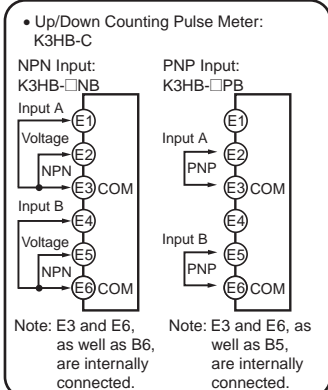 • Up/Down Counting Pulse Meter:
K3HB-C
NPN Input:
K3HB-□NB
Input A
E1
Voltage
E2
NPN
E3 COM
Input B
E4
Voltage
E5
NPN
E6 COM
Note: E3 and E6,
as well as B6,
are internally
connected.
PNP Input:
K3HB-□PB
E1
Input A
E2
PNP
E3 COM
E4
Input B
E5
PNP
E6 COM
Note: E3 and E6, as
well as B5,
are internally
connected.